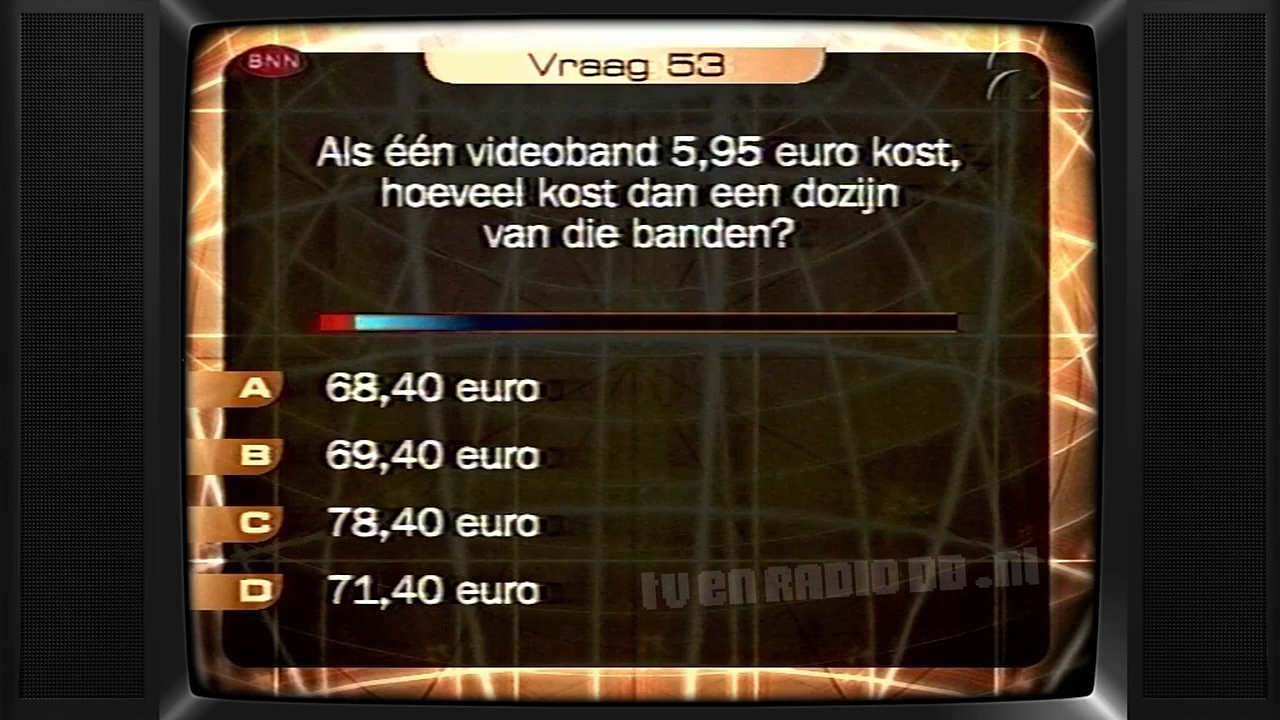 BNN
Vraag 53
Als één videoband 5,95 euro kost,
hoeveel kost dan een dozijn
van die banden?
A 68,40 euro
B 69,40 euro
C 78,40 euro
D 71,40 euro
tv en RADIO DB .nl